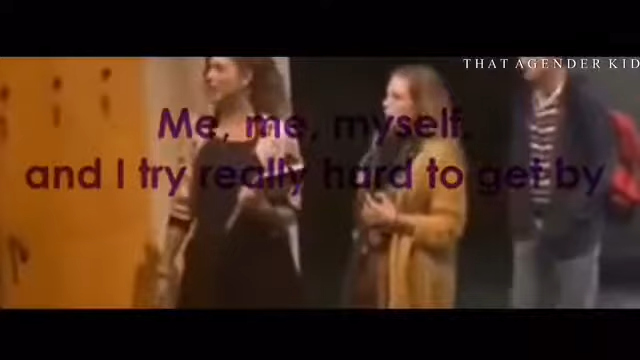 THAT AGENDER KID
Me, me, myself,
and I try really hard to get by